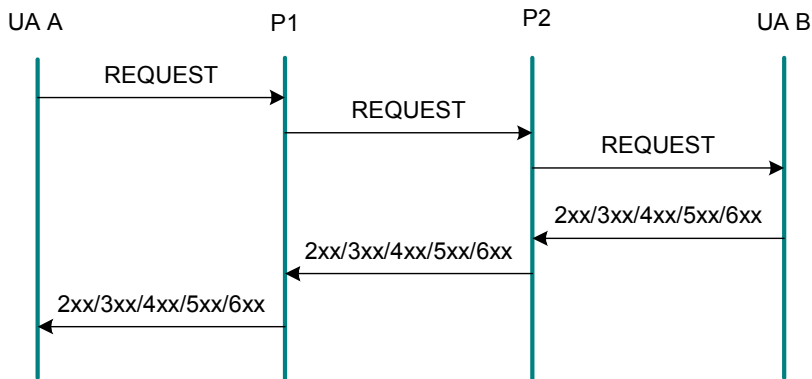 UA A
P1
P2
UA B
REQUEST
REQUEST
REQUEST
2xx/3xx/4xx/5xx/6xx
2xx/3xx/4xx/5xx/6xx
2xx/3xx/4xx/5xx/6xx